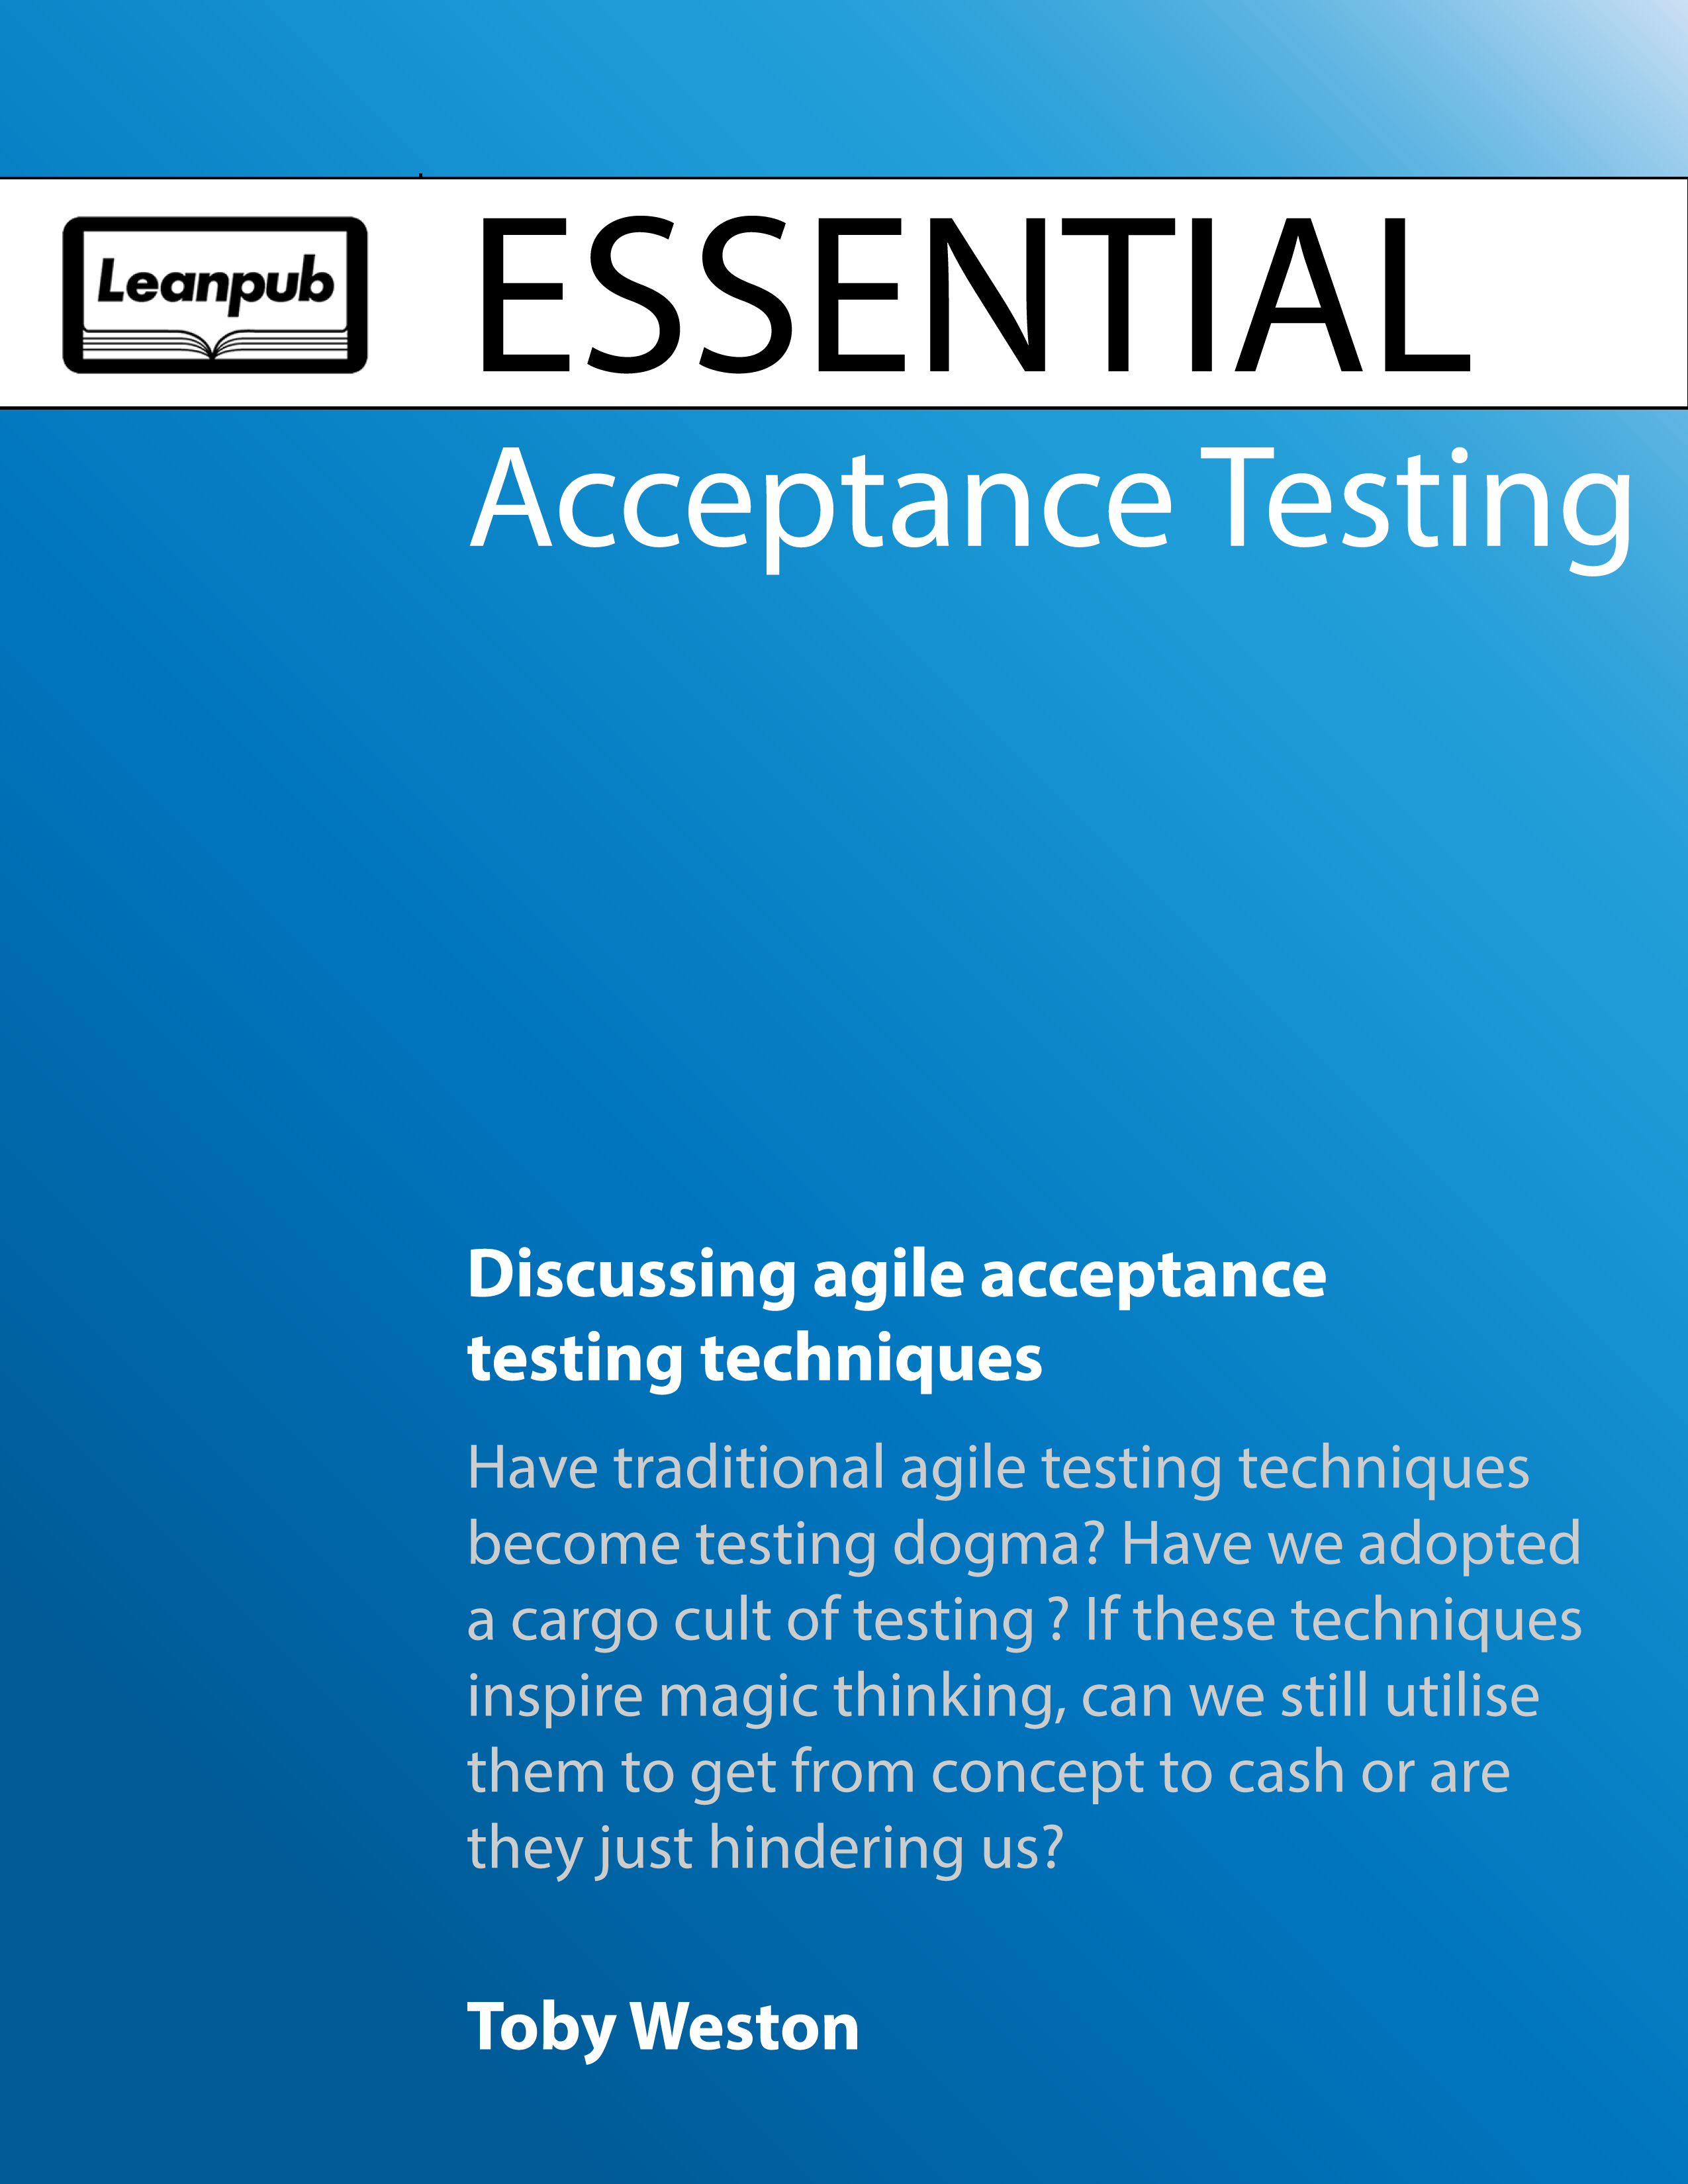 Leanpub
ESSENTIAL
Acceptance Testing
Discussing agile acceptance
testing techniques
Have traditional agile testing techniques
become testing dogma? Have we adopted
a cargo cult of testing ? If these techniques
inspire magic thinking, can we still utilise
them to get from concept to cash or are
they just hindering us?
Toby Weston